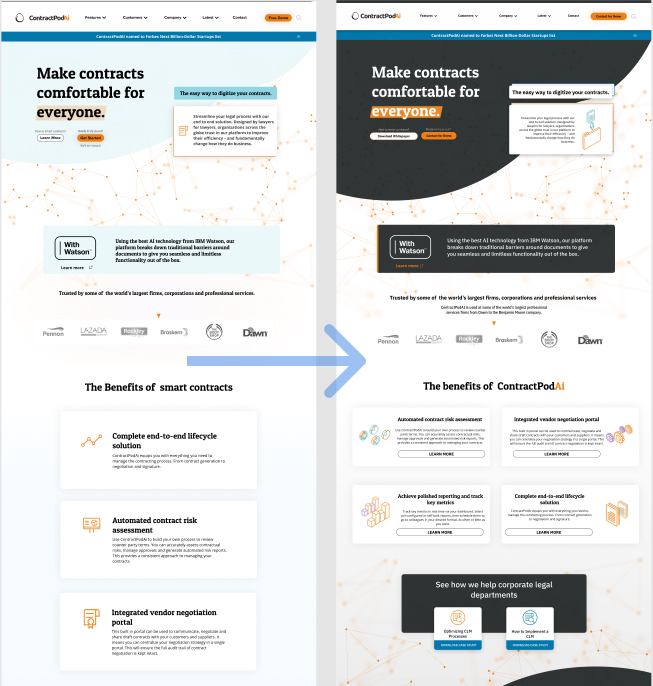 ContractPodAi
Features
Customers
Company
Latest
Contact
Free Demo
ContractPodAi named to Forbes Next Billion-Dollar Startups list
Make contracts
comfortable for
everyone.
Learn More
Ready to be sound?
Get Started
The easy way to digitize your contracts.
Streamline your legal process with our
end to end solution. Designed by lawyers
for lawyers, organisations across the
globe trust in our platform to improve
their efficiency - and fundamentally
change how they do business.
With
Watson
Learn more
Using the best AI technology from IBM Watson, our
platform breaks down traditional barriers around
documents to give you seamless and limitless
functionality out of the box.
Trusted by some of the world's largest firms, corporations and professional services.
Pennon
LAZADA
Rockley
Braskem
THE BODY SHOP
Dawn
The Benefits of smart contracts
Complete end-to-end lifecycle
solution
ContractPodAi equips you with everything you need to
manage the contracting process. From contract generation to
negotiation and signature.
Automated contract risk
assessment
Use ContractPodAi to build your own process to review
counter party terms. You can accurately assess contractual
risks, manage approvals and generate automated risk reports.
This provides a consistent approach to managing your
contracts
Integrated vendor negotiation
portal
This built in portal can be used to communicate, negotiate and
share draft contracts with your customers and suppliers. It
means you can centralize your negotiation strategy in a single
portal. This will ensure the full audit trail of contract
negotiation is kept intact.
ContractPodAi
Features
Customers
Company
Latest
Contact
Contact for Demo
ContractPodAi named to Forbes Next Billion-Dollar Startups list
Make contracts
comfortable for
everyone.
Download Whitepaper
Contact for Demo
The easy way to digitize your contracts.
Streamline your legal process with our
end to end solution. Designed by lawyers
for lawyers, organisations across
the globe trust in our platform to
improve their efficiency - and
fundamentally change how they do
business.
With
Watson
Learn more
Using the best AI technology from IBM Watson, our platform
breaks down traditional barriers around documents to give
you seamless and limitless functionality out of the box.
Trusted by some of the world's largest firms, corporations and professional services
ContractPodAi is used at some of the world's largest professional
services firms from Dawn to the Benjamin Moore company.
Pennon
LAZADA
Rockley
Braskem
THE BODY SHOP
Dawn
The benefits of ContractPodAi
Automated contract risk assessment
LEARN MORE
Integrated vendor negotiation portal
LEARN MORE
Achieve polished reporting and track
key metrics
LEARN MORE
Complete end-to-end lifecycle
solution
LEARN MORE
See how we help corporate legal
departments
Optimizing CLM
Processes
DOWNLOAD CASE STUDY
How to Implement a
CLM
DOWNLOAD CASE STUDY